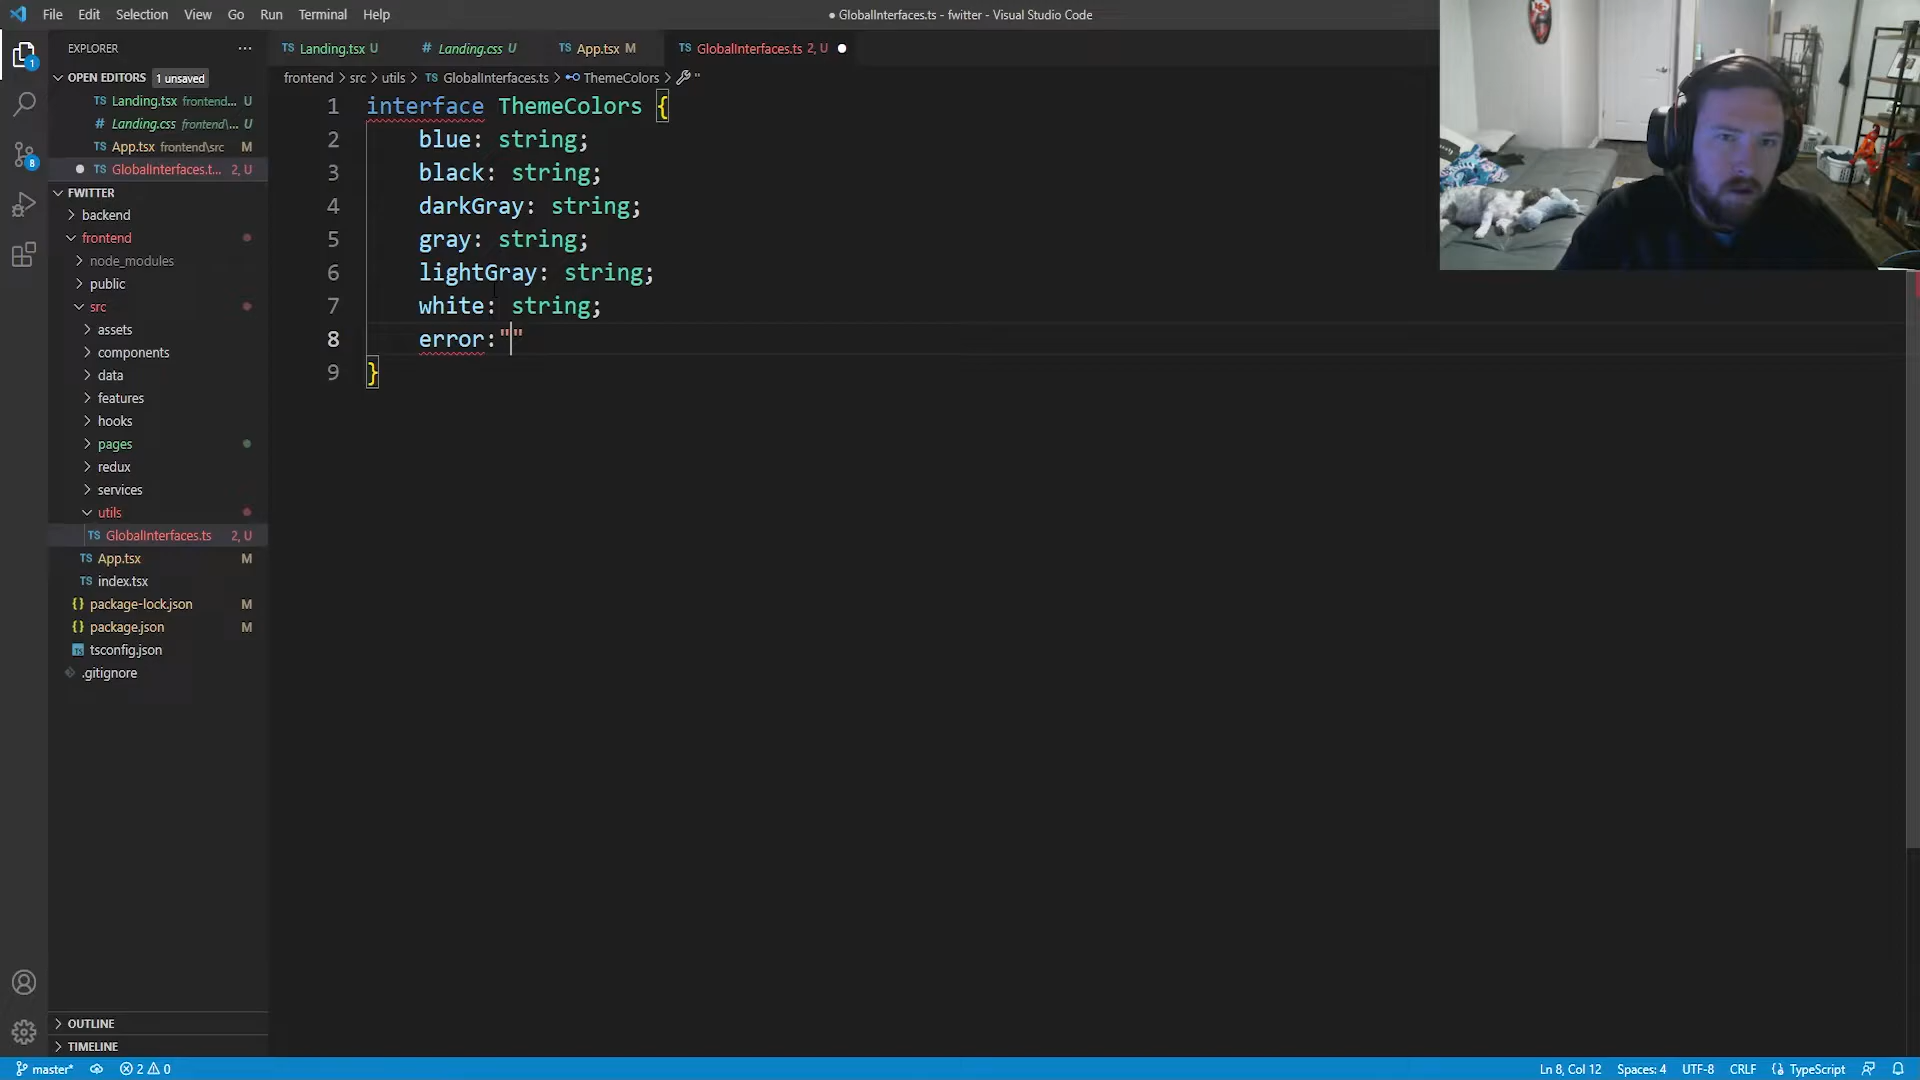 File Edit Selection View Go Run Terminal Help
● GlobalInterfaces.ts - fwitter - Visual Studio Code
EXPLORER ···
OPEN EDITORS 1 unsaved
TS Landing.tsx frontend... U
# Landing.css frontend\... U
TS App.tsx frontend\src M
● TS GlobalInterfaces.t... 2, U
FWITTER
backend
frontend
node_modules
public
src
assets
components
data
features
hooks
pages
redux
services
utils
TS GlobalInterfaces.ts 2, U
TS App.tsx M
TS index.tsx
{} package-lock.json M
{} package.json M
TS tsconfig.json
.gitignore
OUTLINE
TIMELINE
1
8
TS Landing.tsx U
# Landing.css U
TS App.tsx M
TS GlobalInterfaces.ts 2, U ●
frontend > src > utils > TS GlobalInterfaces.ts > ThemeColors > "
1 interface ThemeColors {
2 blue: string;
3 black: string;
4 darkGray: string;
5 gray: string;
6 lightGray: string;
7 white: string;
8 error:""
9 }
master* 2 0
Ln 8, Col 12 Spaces: 4 UTF-8 CRLF {} TypeScript